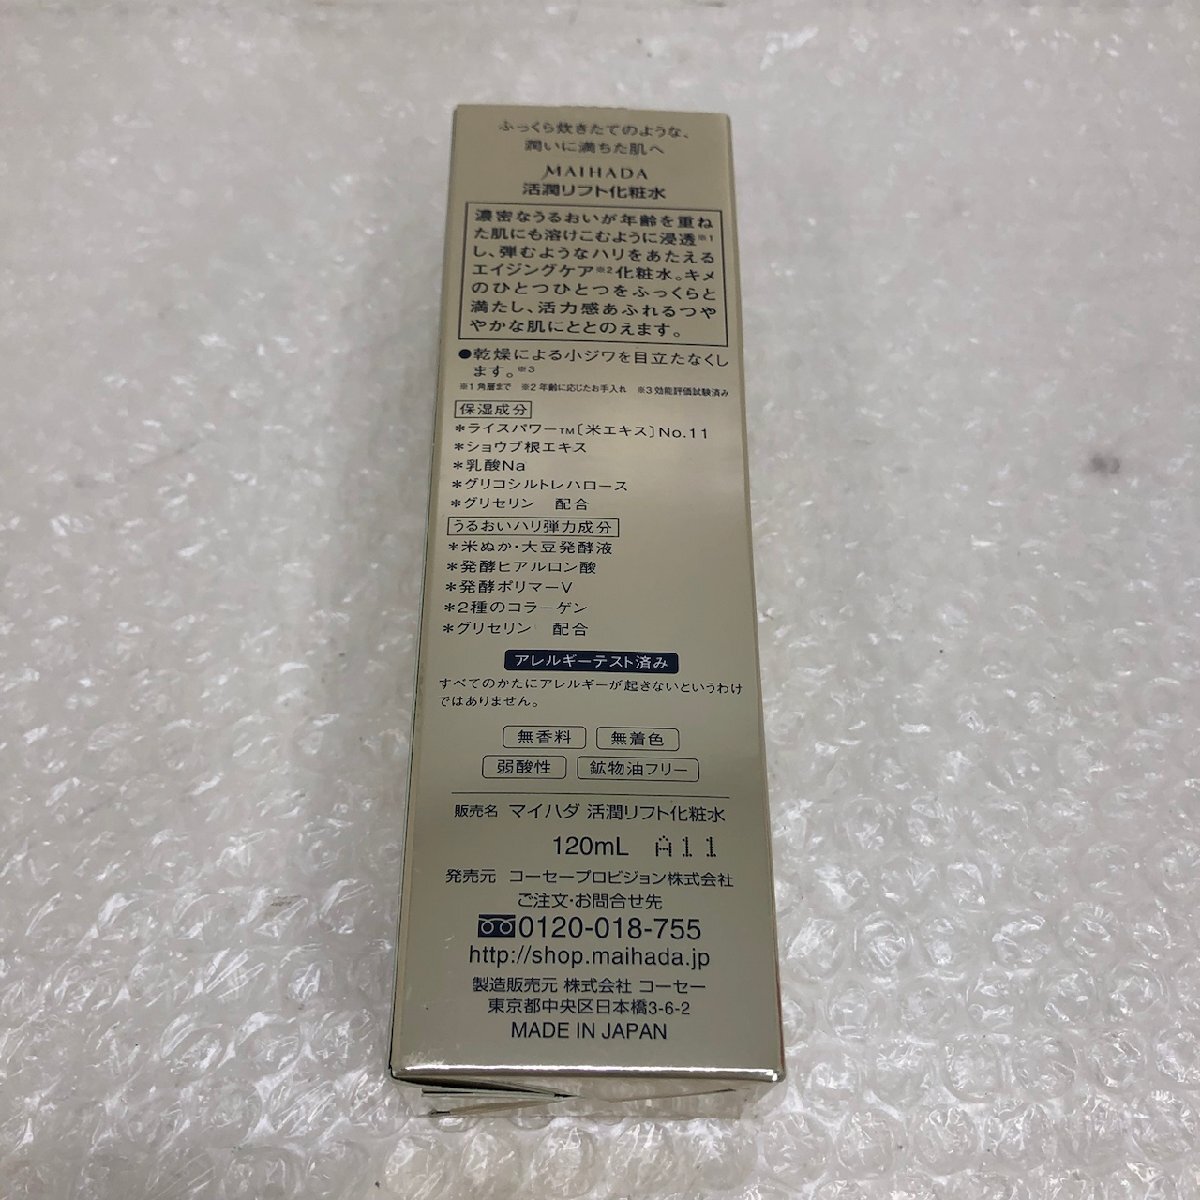 ふっくら炊きたてのような、
潤いに満ちた肌へ
MAIHADA
活潤リフト化粧水
濃密なうるおいが年齢を重ね
た肌にも溶けこむように浸透※1
し、弾むようなハリをあたえる
エイジングケア※2化粧水。キメ
のひとつひとつをふっくらと
満たし、活力感あふれるつや
やかな肌にととのえます。
●乾燥による小ジワを目立たなくし
ます。※3
※1 角層まで ※2 年齢に応じたお手入れ ※3 効能評価試験済み
保湿成分
*ライスパワーTM〔米エキス〕No.11
*ショウブ根エキス
*乳酸Na
*グリコシルトレハロース
*グリセリン 配合
うるおいハリ弾力成分
*米ぬか・大豆発酵液
*発酵ヒアルロン酸
*発酵ポリマーV
*2種のコラーゲン
*グリセリン 配合
アレルギーテスト済み
すべてのかたにアレルギーが起きないというわけ
ではありません。
無香料 無着色
弱酸性 鉱物油フリー
販売名 マイハダ 活潤リフト化粧水
120mL A11
発売元 コーセープロビジョン株式会社
ご注文・お問合せ先
0120-018-755
http://shop.maihada.jp
製造販売元 株式会社 コーセー
東京都中央区日本橋3-6-2
MADE IN JAPAN